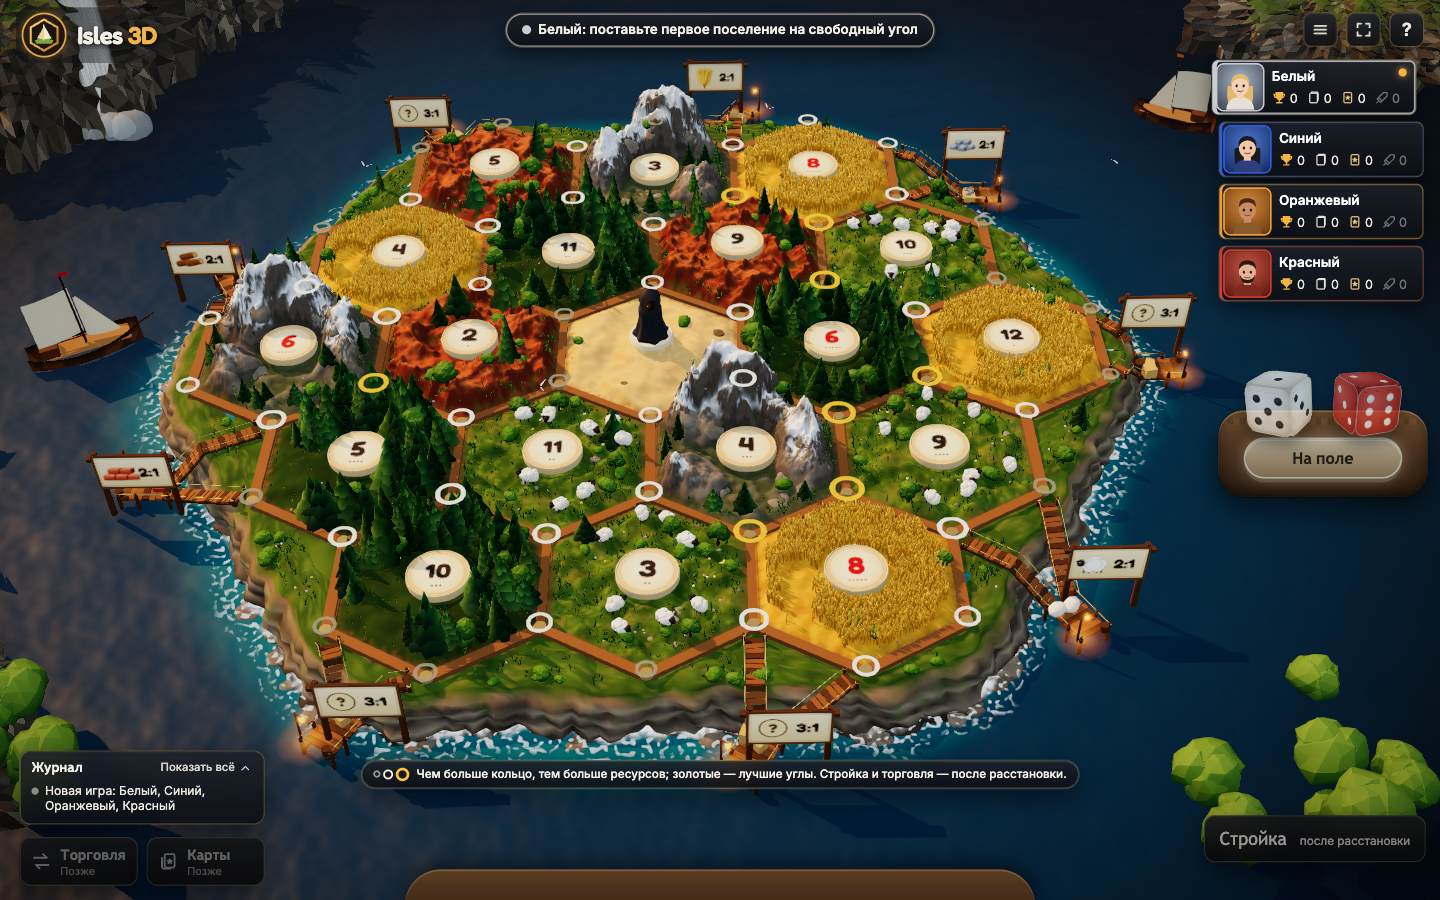 Isles 3D
Белый: поставьте первое поселение на свободный угол
?
Белый
0 0 0 0
Синий
0 0 0 0
Оранжевый
0 0 0 0
Красный
0 0 0 0
2:1
? 3:1
2:1
5
3
8
4
11
9
10
2:1
6
2
6
12
? 3:1
5
11
4
9
2:1
На поле
10
3
8
2:1
? 3:1
? 3:1
Журнал
Показать всё
Новая игра: Белый, Синий,
Оранжевый, Красный
Чем больше кольцо, тем больше ресурсов; золотые — лучшие углы. Стройка и торговля — после расстановки.
Торговля
Позже
Карты
Позже
Стройка после расстановки